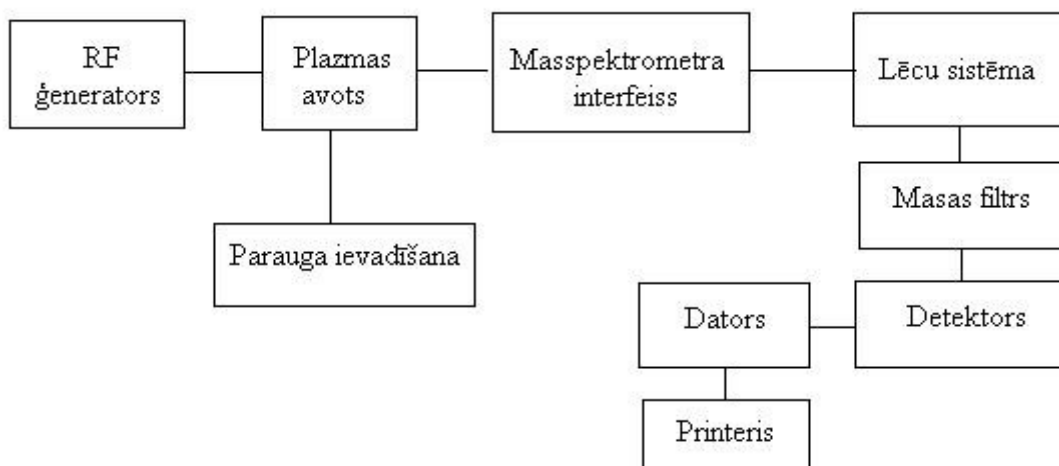 RF
ģenerators
Plazmas
avots
Masspektrometra
interfeiss
Lēcu sistēma
Masas filtrs
Parauga ievadīšana
Dators
Detektors
Printeris